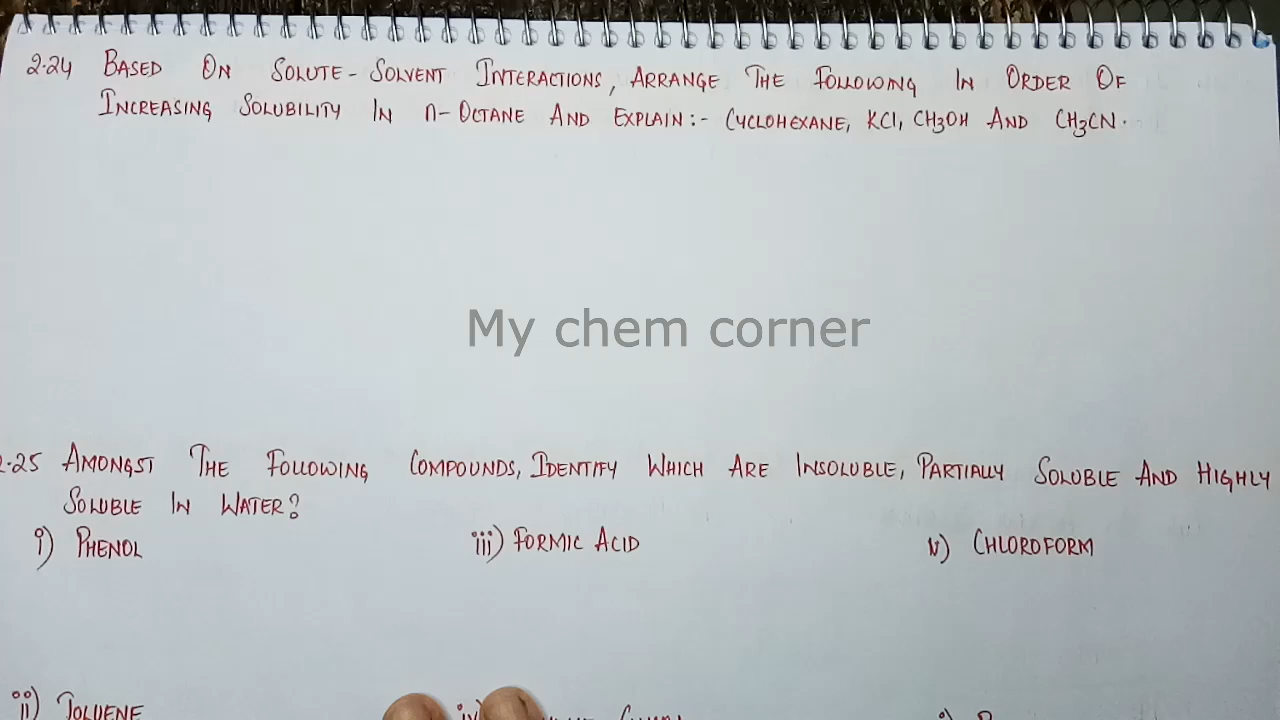 2.24 BASED ON SOLUTE - SOLVENT INTERACTIONS, ARRANGE THE FOLLOWING IN ORDER OF
INCREASING SOLUBILITY IN n-OCTANE AND EXPLAIN:- CYCLOHEXANE, KCl, CH3OH AND CH3CN.
My chem corner
2.25 AMONGST THE FOLLOWING COMPOUNDS, IDENTIFY WHICH ARE INSOLUBLE, PARTIALLY SOLUBLE AND HIGHLY
SOLUBLE IN WATER?
i) PHENOL iii) FORMIC ACID v) CHLOROFORM
ii) TOLUENE iv)